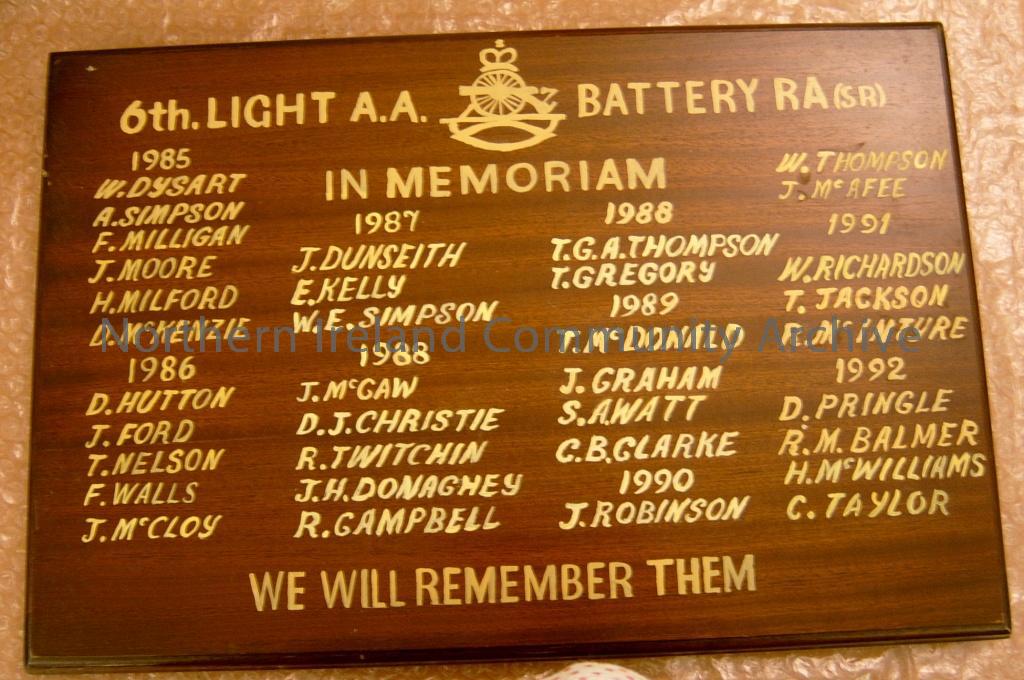 6th. LIGHT A.A. BATTERY RA (SR)
IN MEMORIAM
1985
W. DYSART
A. SIMPSON
F. MILLIGAN
J. MOORE
H. MILFORD
D. McKENZIE
1986
D. HUTTON
J. FORD
T. NELSON
F. WALLS
J. McCLOY
1987
J. DUNSEITH
E. KELLY
W. E. SIMPSON
1988
J. McGAW
D. J. CHRISTIE
R. TWITCHIN
J. H. DONAGHEY
R. CAMPBELL
1988
T. G. A. THOMPSON
T. GREGORY
1989
J. GRAHAM
S. A. WATT
C. B. CLARKE
1990
J. ROBINSON
W. THOMPSON
J. McAFEE
1991
W. RICHARDSON
T. JACKSON
1992
D. PRINGLE
R. M. BALMER
H. McWILLIAMS
C. TAYLOR
WE WILL REMEMBER THEM
Northern Ireland Community Archive